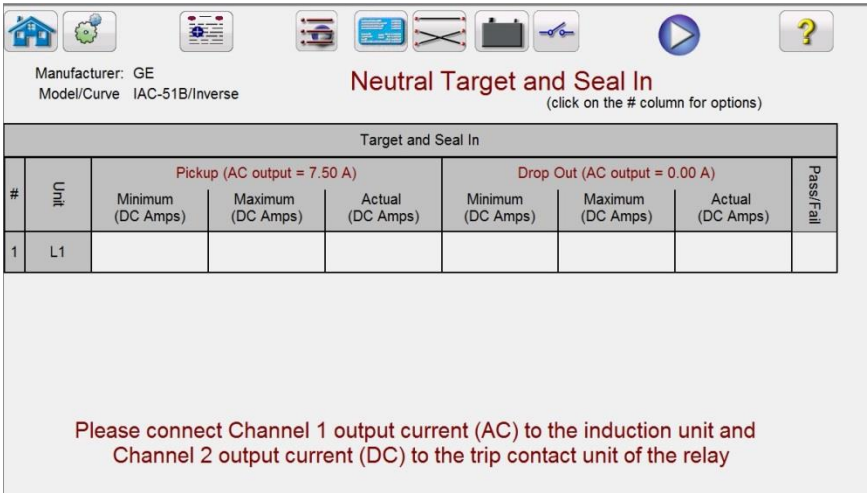 Manufacturer: GE
Model/Curve IAC-51B/Inverse
Neutral Target and Seal In
(click on the # column for options)
Target and Seal In
# Unit Pickup (AC output = 7.50 A) Drop Out (AC output = 0.00 A) Pass/Fail
Minimum Maximum Actual Minimum Maximum Actual
(DC Amps) (DC Amps) (DC Amps) (DC Amps) (DC Amps) (DC Amps)
1 L1
Please connect Channel 1 output current (AC) to the induction unit and
Channel 2 output current (DC) to the trip contact unit of the relay